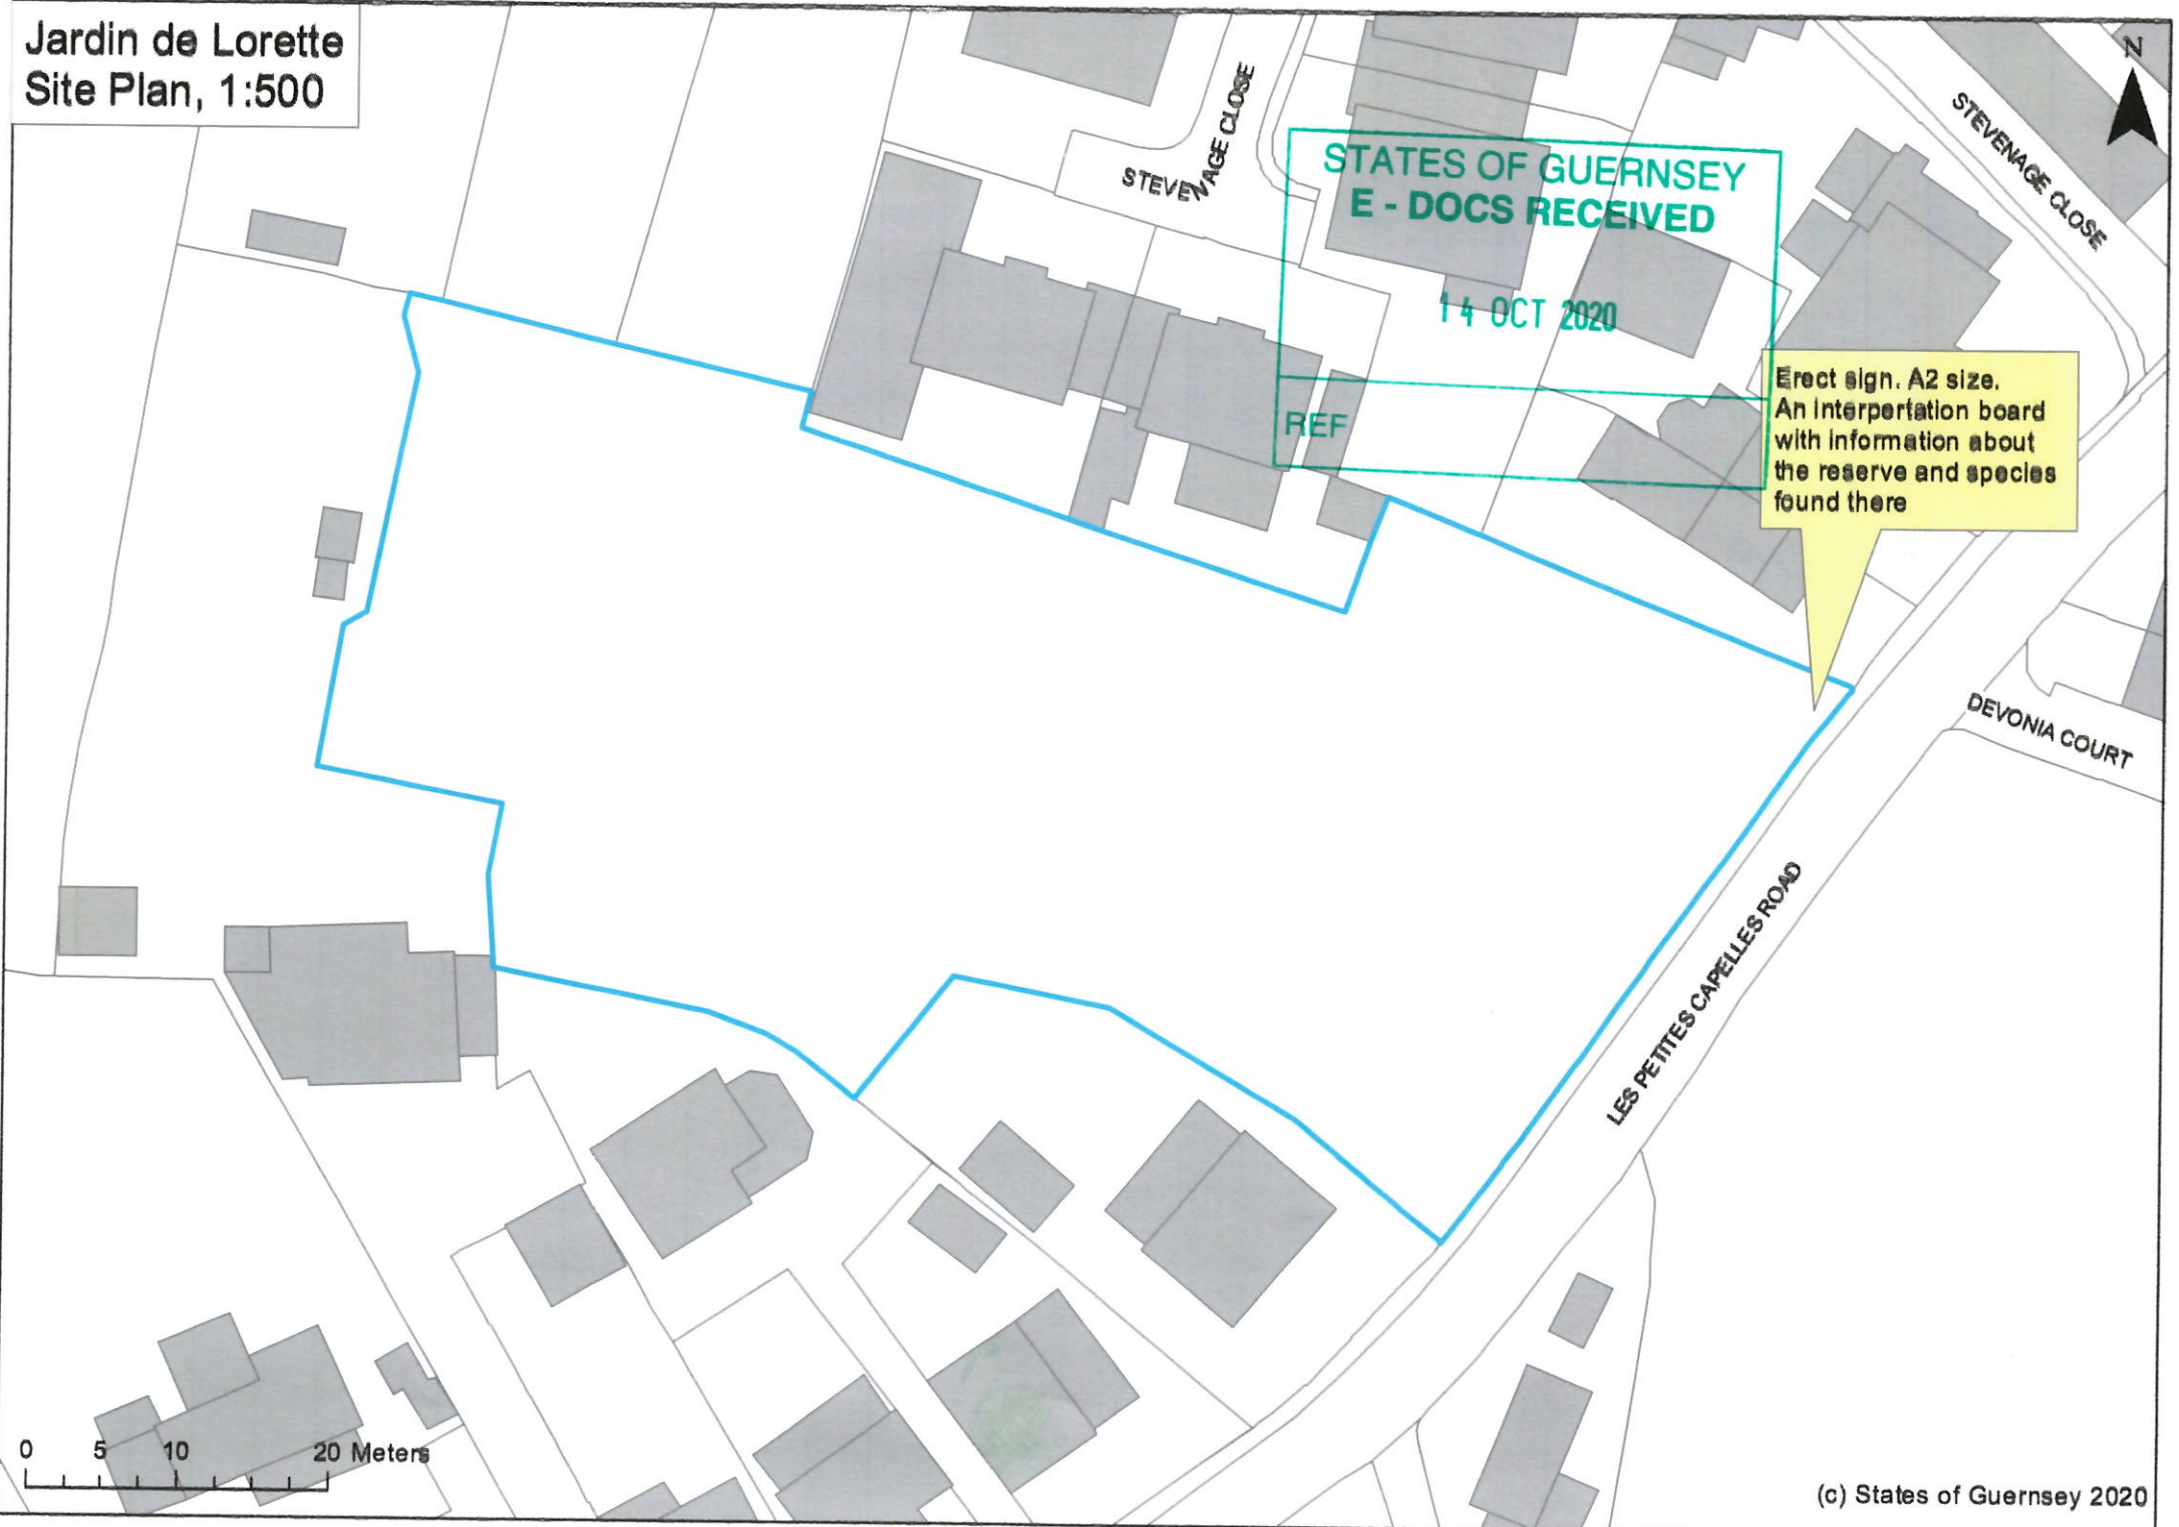 Jardin de Lorette
Site Plan, 1:500
N
STEVENAGE CLOSE
STEVENAGE CLOSE
STATES OF GUERNSEY
E - DOCS RECEIVED
14 OCT 2020
REF
Erect sign. A2 size.
An interpertation board
with information about
the reserve and species
found there
DEVONIA COURT
LES PETITES CAPELLES ROAD
0 5 10 20 Meters
(c) States of Guernsey 2020